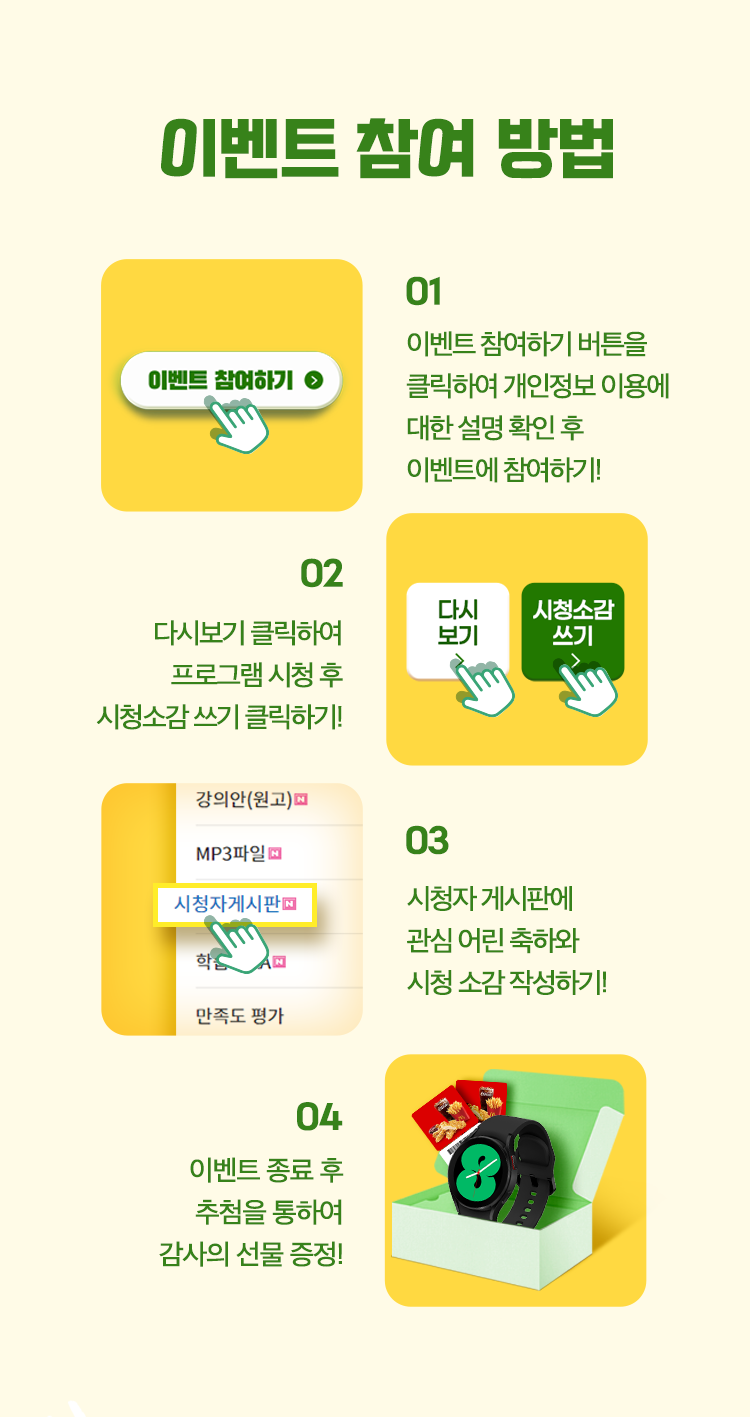 이벤트 참여 방법
이벤트 참여하기
01
이벤트 참여하기 버튼을
클릭하여 개인정보 이용에
대한 설명 확인 후
이벤트에 참여하기!
02
다시보기 클릭하여
프로그램 시청 후
시청소감 쓰기 클릭하기!
다시
보기
시청소감
쓰기
강의안(원고) N
MP3파일 N
시청자게시판 N
만족도 평가
03
시청자 게시판에
관심 어린 축하와
시청 소감 작성하기!
04
이벤트 종료 후
추첨을 통하여
감사의 선물 증정!